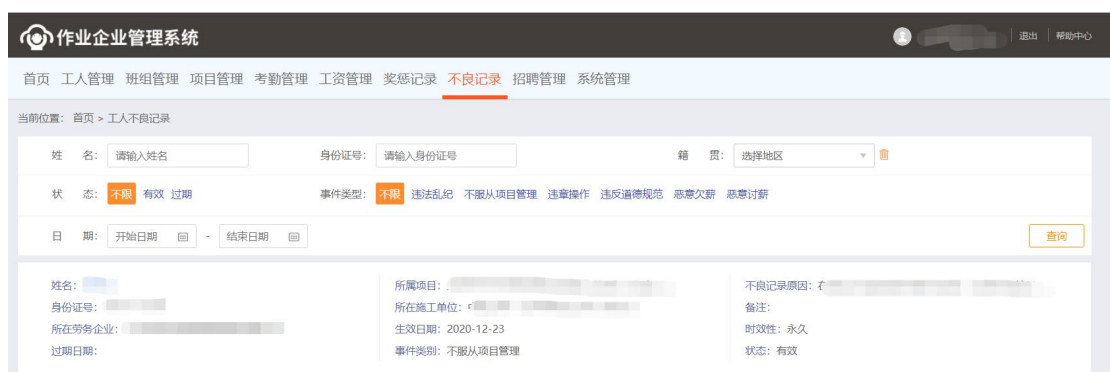 作业企业管理系统 退出 帮助中心
首页 工人管理 班组管理 项目管理 考勤管理 工资管理 奖惩记录 不良记录 招聘管理 系统管理
当前位置: 首页 > 工人不良记录
姓 名: 请输入姓名 身份证号: 请输入身份证号 籍 贯: 选择地区
状 态: 不限 有效 过期 事件类型: 不限 违法乱纪 不服从项目管理 违章操作 违反道德规范 恶意欠薪 恶意讨薪
日 期: 开始日期 - 结束日期 查询
姓名: 所属项目: 不良记录原因:
身份证号: 所在施工单位: 备注:
所在劳务企业: 生效日期: 2020-12-23 时效性: 永久
过期日期: 事件类别: 不服从项目管理 状态: 有效